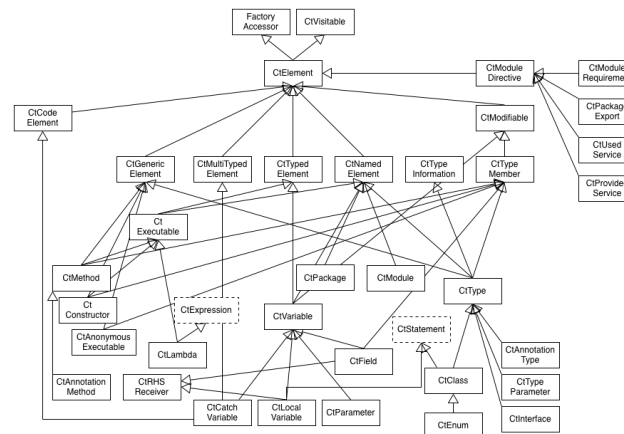 Factory
Accessor
CtVisitable
CtElement
CtModule
Directive
CtModule
Requirement
CtPackage
Export
CtUsed
Service
CtProvided
Service
CtCode
Element
CtModifiable
CtGeneric
Element
CtMultiTyped
Element
CtTyped
Element
CtNamed
Element
CtType
Information
CtType
Member
Ct
Executable
CtMethod
Ct
Constructor
CtAnonymous
Executable
CtExpression
CtLambda
CtPackage
CtModule
CtType
CtVariable
CtStatement
CtField
CtAnnotation
Type
CtType
Parameter
CtInterface
CtAnnotation
Method
CtRHS
Receiver
CtClass
CtCatch
Variable
CtLocal
Variable
CtParameter
CtEnum